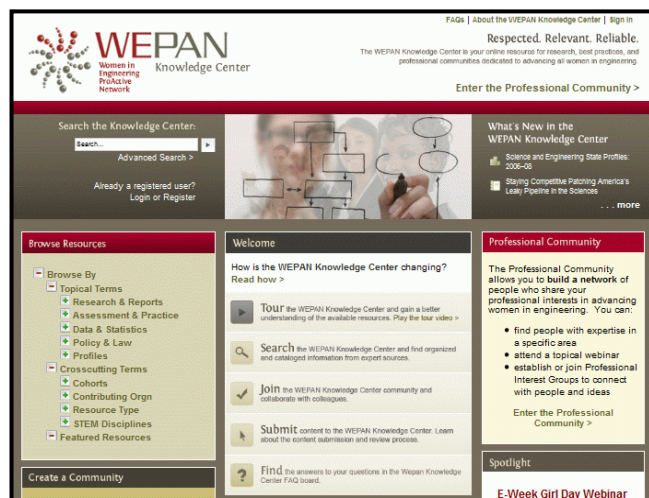 FAQs | About the WEPAN Knowledge Center | Sign in
WEPAN
Women in
Engineering
ProActive
Network
Knowledge Center
Respected. Relevant. Reliable.
The WEPAN Knowledge Center is your online resource for research, best practices, and
professional communities dedicated to advancing all women in engineering.
Enter the Professional Community >
Search the Knowledge Center:
Search...
Advanced Search >
Already a registered user?
Login or Register
What's New in the
WEPAN Knowledge Center
Science and Engineering State Profiles:
2006-08
Staying Competitive Patching America's
Leaky Pipeline in the Sciences
. . . more
Browse Resources
Browse By
Topical Terms
Research & Reports
Assessment & Practice
Data & Statistics
Policy & Law
Profiles
Crosscutting Terms
Cohorts
Contributing Orgn
Resource Type
STEM Disciplines
Featured Resources
Create a Community
Welcome
How is the WEPAN Knowledge Center changing?
Read how >
Tour the WEPAN Knowledge Center and gain a better
understanding of the available resources. Play the tour video >
Search the WEPAN Knowledge Center and find organized
and cataloged information from expert sources.
Join the WEPAN Knowledge Center community and
collaborate with colleagues.
Submit content to the WEPAN Knowledge Center. Learn
about the content submission and review process.
Find the answers to your questions in the Wepan Knowledge
Center FAQ board.
Professional Community
The Professional Community
allows you to build a network of
people who share your
professional interests in advancing
women in engineering. You can:
find people with expertise in
a specific area
attend a topical webinar
establish or join Professional
Interest Groups to connect
with people and ideas
Enter the Professional
Community >
Spotlight
E-Week Girl Day Webinar